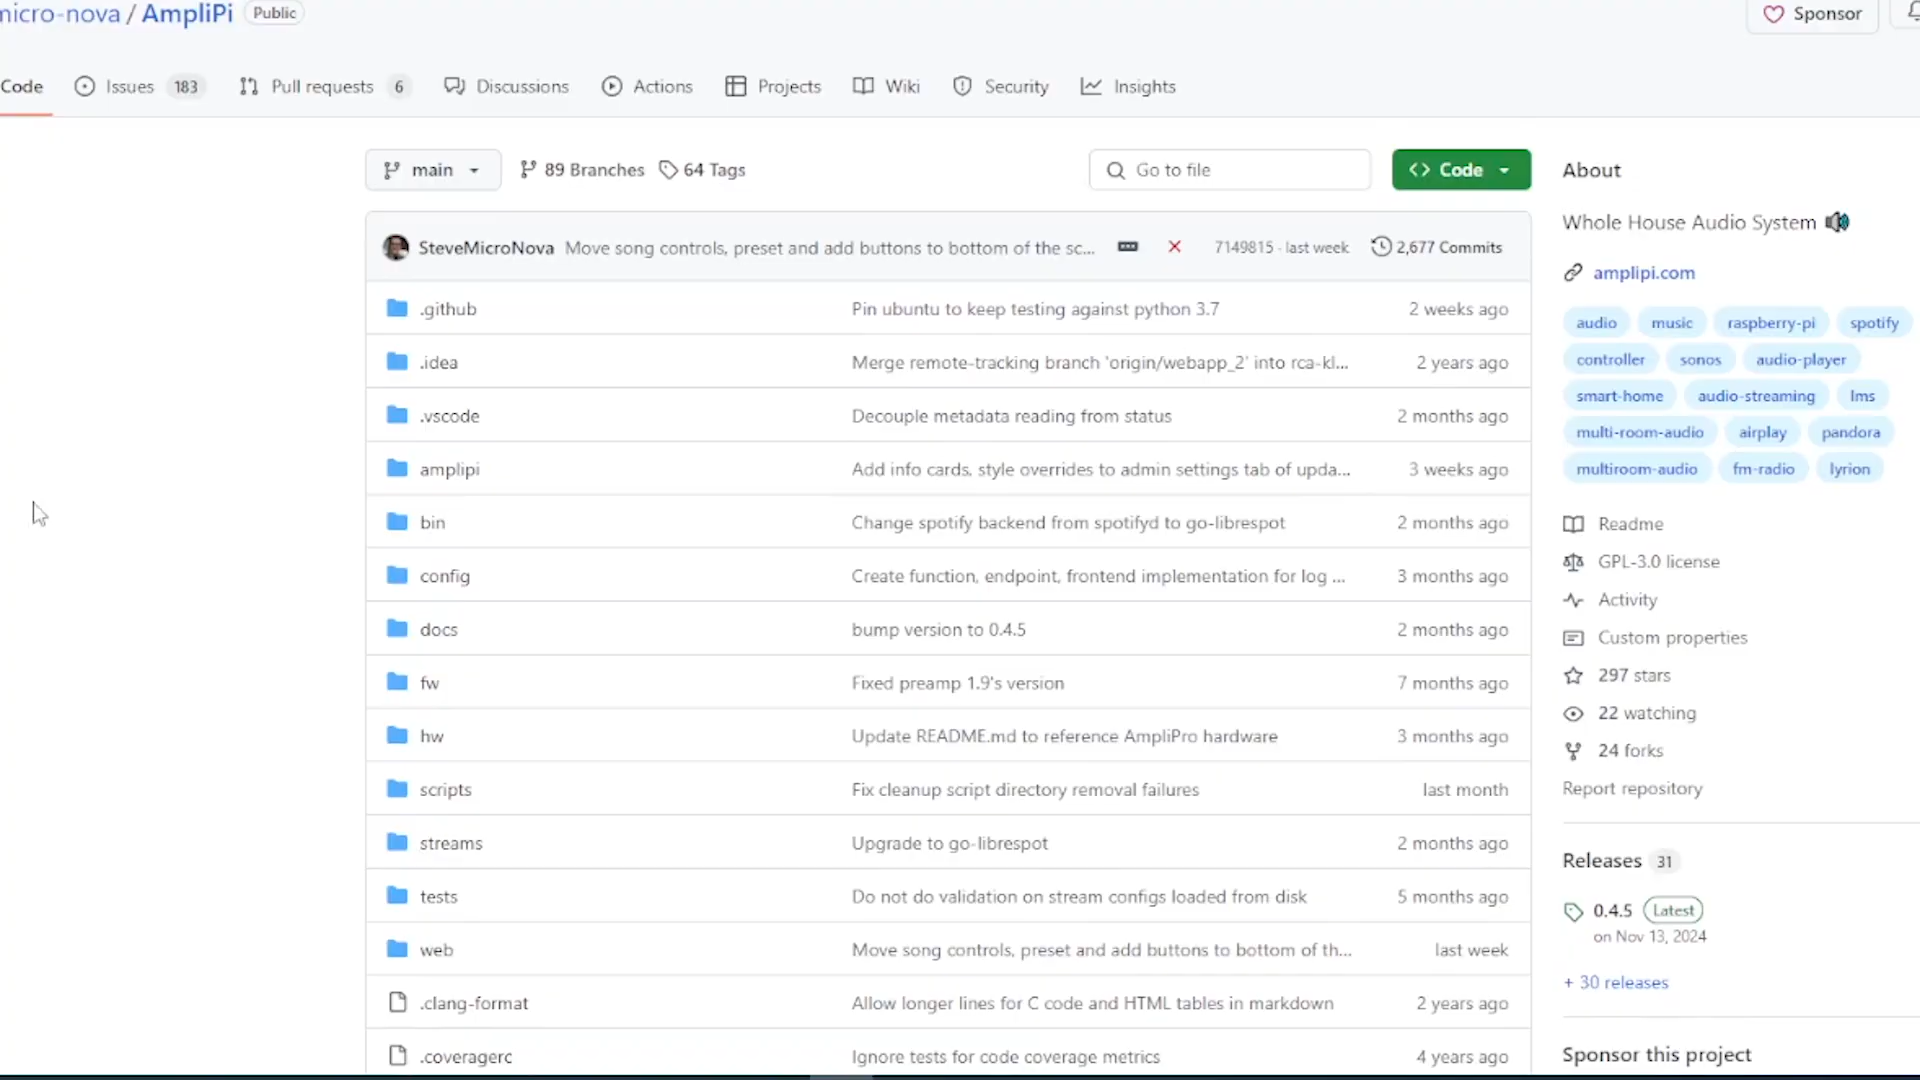 micro-nova / AmpliPi Public
Sponsor
Code Issues 183 Pull requests 6 Discussions Actions Projects Wiki Security Insights
main 89 Branches 64 Tags Go to file Code
SteveMicroNova Move song controls, preset and add buttons to bottom of the sc... 7149815 · last week 2,677 Commits
.github Pin ubuntu to keep testing against python 3.7 2 weeks ago
.idea Merge remote-tracking branch 'origin/webapp_2' into rca-kl... 2 years ago
.vscode Decouple metadata reading from status 2 months ago
amplipi Add info cards, style overrides to admin settings tab of upda... 3 weeks ago
bin Change spotify backend from spotifyd to go-librespot 2 months ago
config Create function, endpoint, frontend implementation for log ... 3 months ago
docs bump version to 0.4.5 2 months ago
fw Fixed preamp 1.9's version 7 months ago
hw Update README.md to reference AmpliPro hardware 3 months ago
scripts Fix cleanup script directory removal failures last month
streams Upgrade to go-librespot 2 months ago
tests Do not do validation on stream configs loaded from disk 5 months ago
web Move song controls, preset and add buttons to bottom of th... last week
.clang-format Allow longer lines for C code and HTML tables in markdown 2 years ago
.coveragerc Ignore tests for code coverage metrics 4 years ago
About
Whole House Audio System
amplipi.com
audio music raspberry-pi spotify
controller sonos audio-player
smart-home audio-streaming lms
multi-room-audio airplay pandora
multiroom-audio fm-radio lyrion
Readme
GPL-3.0 license
Activity
Custom properties
297 stars
22 watching
24 forks
Report repository
Releases 31
0.4.5 Latest
on Nov 13, 2024
+ 30 releases
Sponsor this project